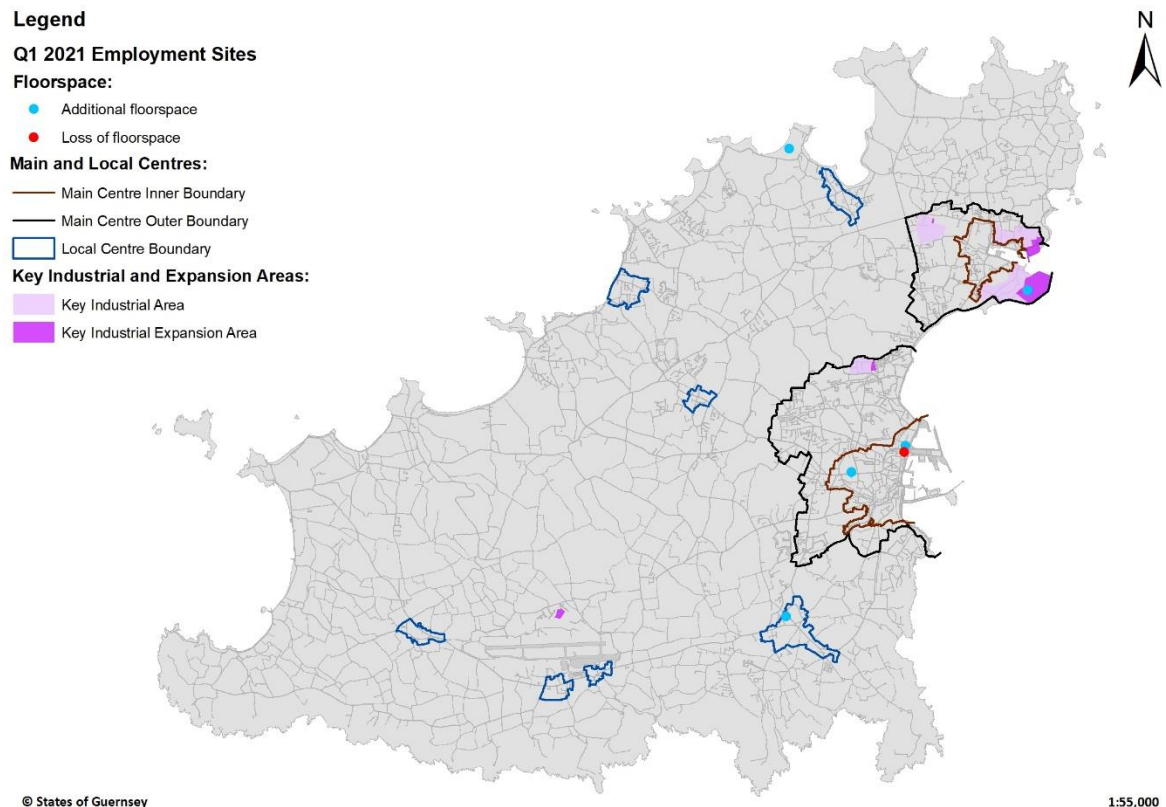 Legend
Q1 2021 Employment Sites
Floorspace:
Additional floorspace
Loss of floorspace
Main and Local Centres:
Main Centre Inner Boundary
Main Centre Outer Boundary
Local Centre Boundary
Key Industrial and Expansion Areas:
Key Industrial Area
Key Industrial Expansion Area
N
© States of Guernsey
1:55,000